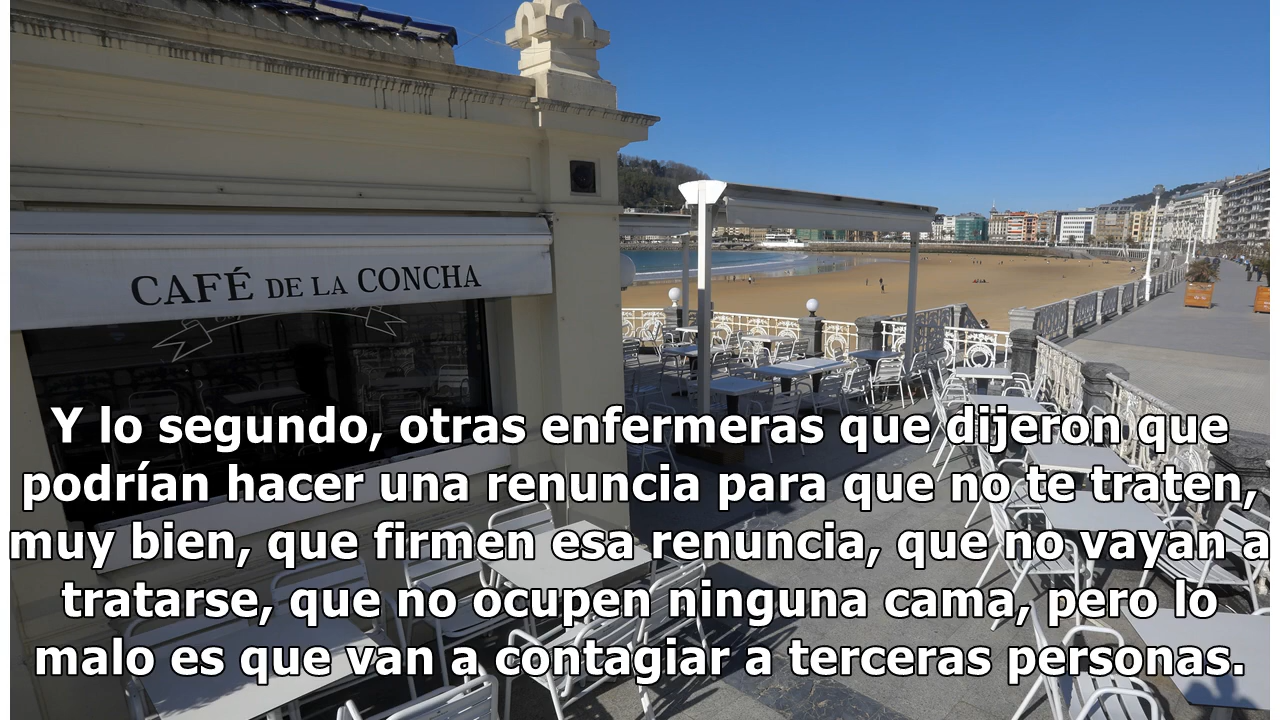 CAFÉ DE LA CONCHA
Y lo segundo, otras enfermeras que dijeron que
podrían hacer una renuncia para que no te traten,
muy bien, que firmen esa renuncia, que no vayan a
tratarse, que no ocupen ninguna cama, pero lo
malo es que van a contagiar a terceras personas.